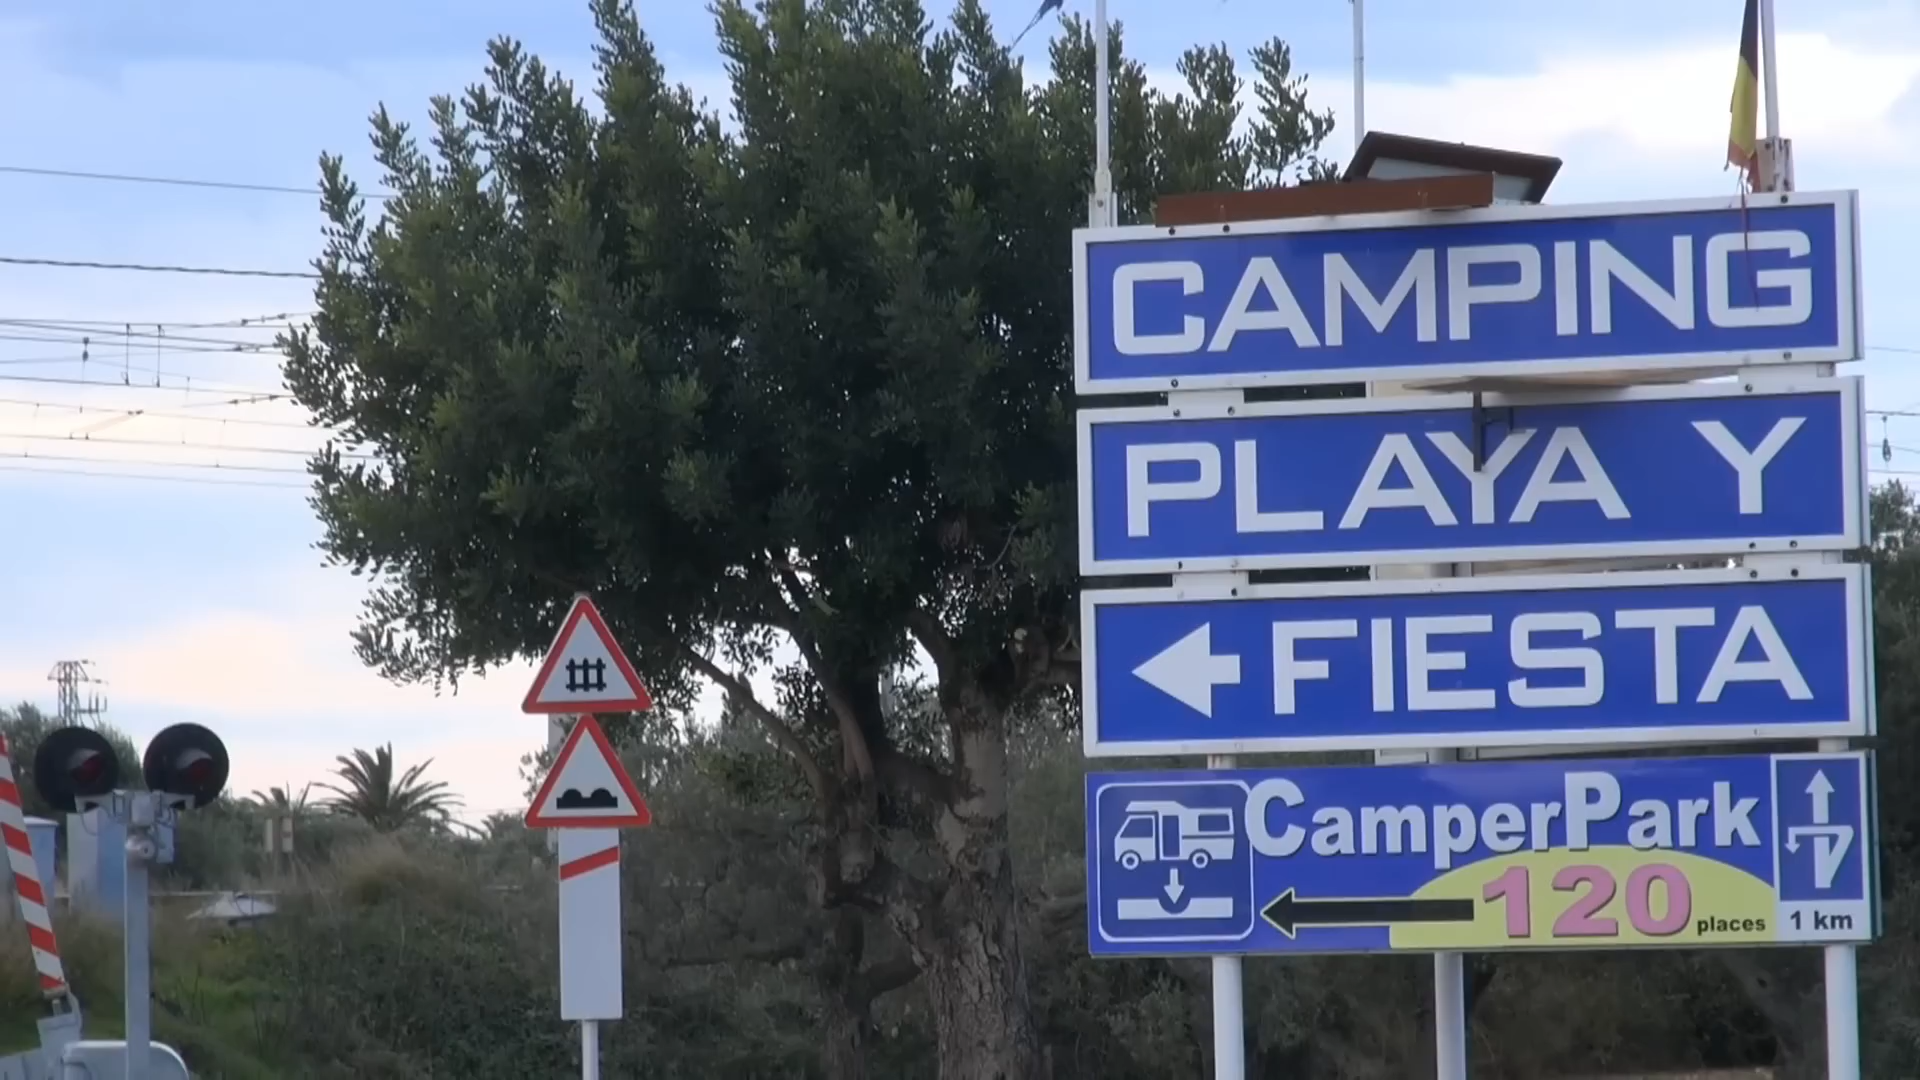 CAMPING
PLAYA Y
FIESTA
CamperPark
120 places
1 km